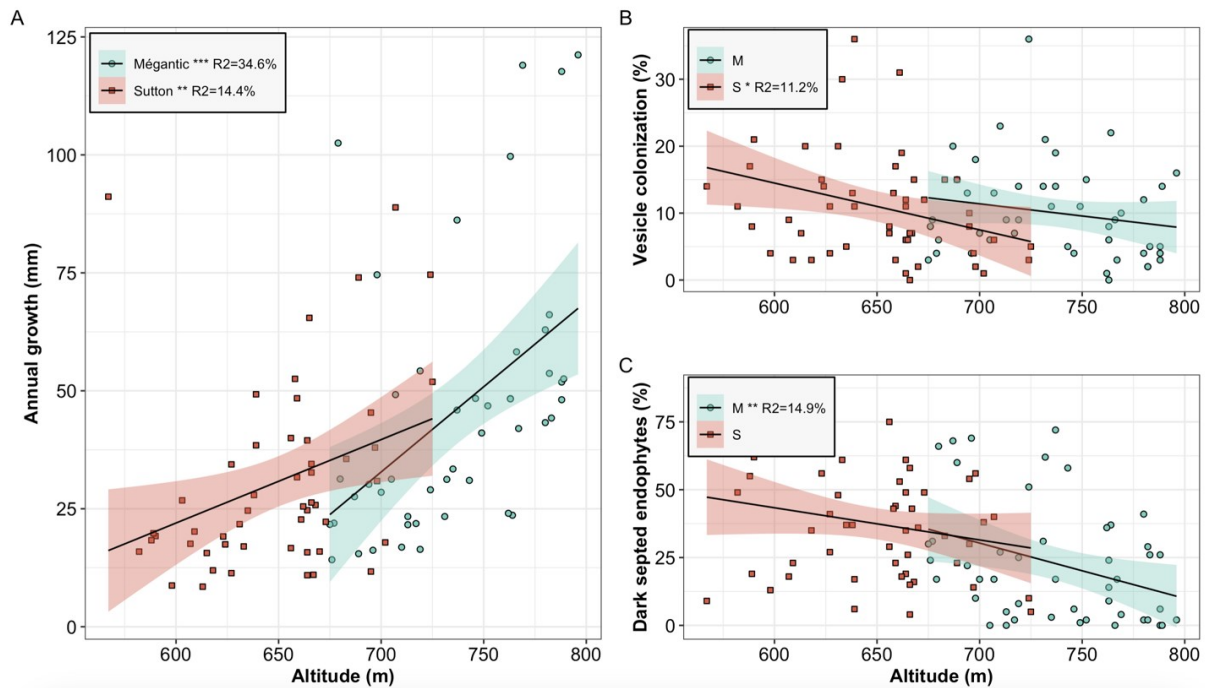 A
Mégantic *** R2=34.6%
Sutton ** R2=14.4%
Annual growth (mm)
125
100
75
50
25
0
600
650
700
750
800
Altitude (m)
B
M
S * R2=11.2%
Vesicle colonization (%)
30
20
10
0
600
650
700
750
800
C
M ** R2=14.9%
S
Dark septed endophytes (%)
75
50
25
0
600
650
700
750
800
Altitude (m)